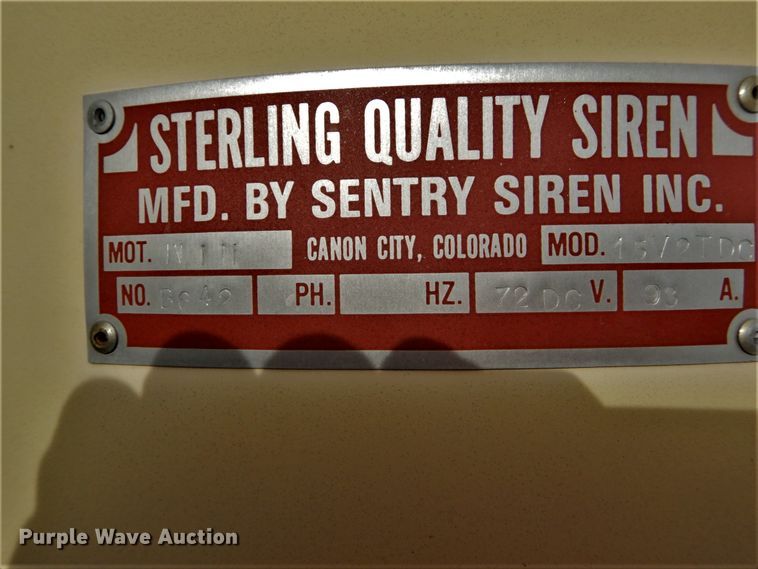 STERLING QUALITY SIREN
MFD. BY SENTRY SIREN INC.
MOT. CANON CITY, COLORADO MOD. 15V2TDC
NO. PH. HZ. 72 DC V. A.
Purple Wave Auction